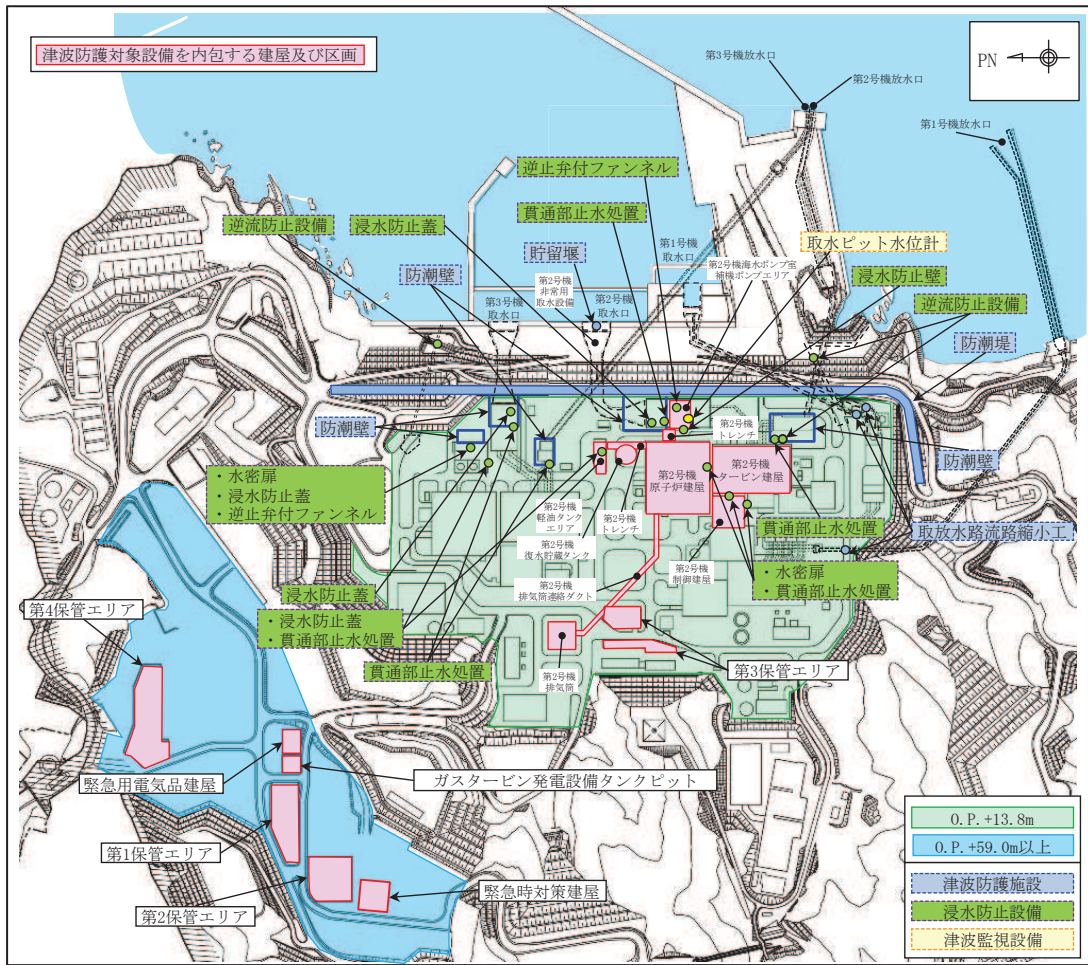 津波防護対象設備を内包する建屋及び区画
PN
第3号機放水口
第2号機放水口
第1号機放水口
逆止弁付ファンネル
貫通部止水処置
逆流防止設備
浸水防止蓋
貯留堰
第1号機
取水口
取水ピット水位計
防潮壁
第2号機
非常用
取水設備
第2号機海水ポンプ室
補機ポンプエリア
浸水防止壁
第3号機
取水口
第2号機
取水口
逆流防止設備
防潮堤
防潮壁
第2号機
トレンチ
防潮壁
・水密扉
・浸水防止蓋
・逆止弁付ファンネル
第2号機
原子炉建屋
第2号機
タービン建屋
第2号機
軽油タンク
エリア
第2号機
トレンチ
貫通部止水処置
取放水路流路縮小工
第2号機
復水貯蔵タンク
第2号機
制御建屋
・水密扉
・貫通部止水処置
第2号機
排気筒連絡ダクト
浸水防止蓋
・浸水防止蓋
・貫通部止水処置
貫通部止水処置
第4保管エリア
第3保管エリア
第2号機
排気筒
緊急用電気品建屋
ガスタービン発電設備タンクピット
第1保管エリア
緊急時対策建屋
第2保管エリア
O.P.+13.8m
O.P.+59.0m以上
津波防護施設
浸水防止設備
津波監視設備